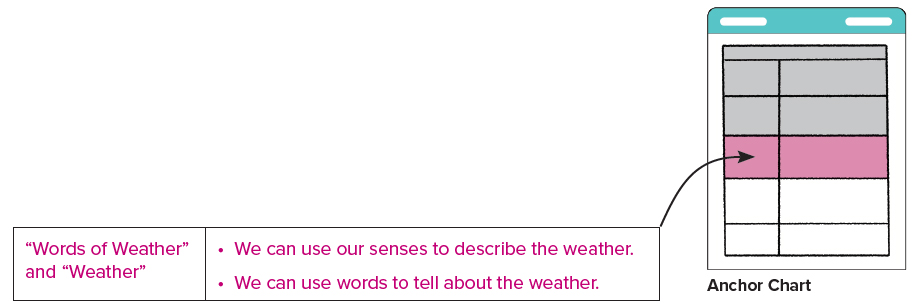 “Words of Weather”
and “Weather”
• We can use our senses to describe the weather.
• We can use words to tell about the weather.
Anchor Chart